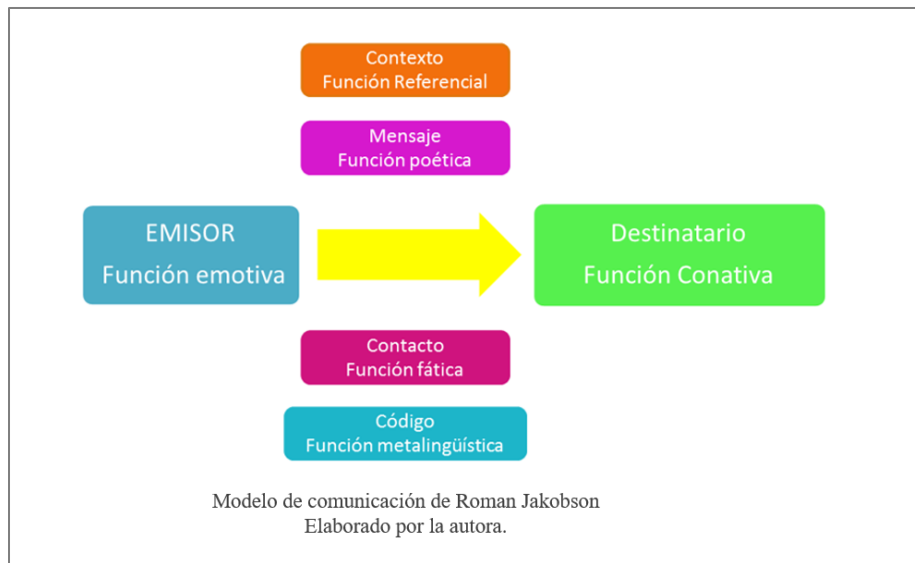 Contexto
Función Referencial
Mensaje
Función poética
EMISOR
Función emotiva
Destinatario
Función Conativa
Contacto
Función fática
Código
Función metalingüística
Modelo de comunicación de Roman Jakobson
Elaborado por la autora.